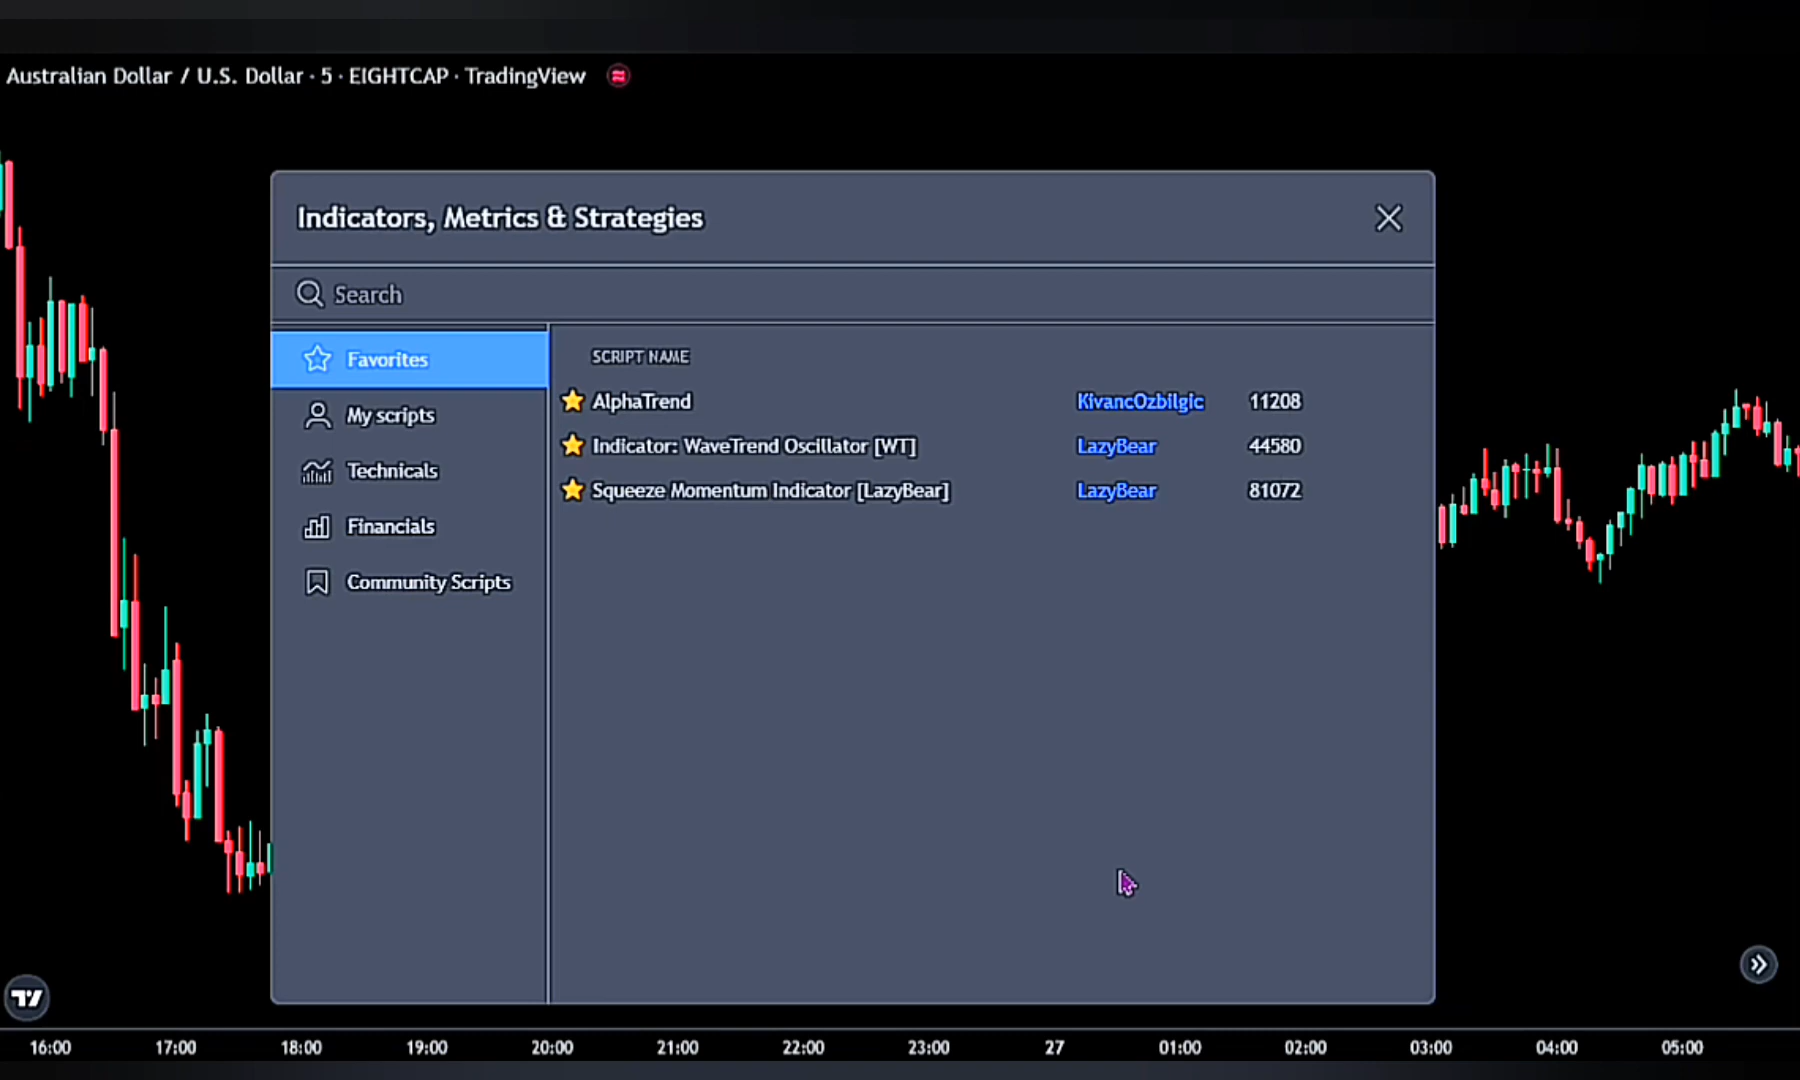 Australian Dollar / U.S. Dollar · 5 · EIGHTCAP · TradingView
Indicators, Metrics & Strategies
Search
Favorites
My scripts
Technicals
Financials
Community Scripts
SCRIPT NAME
AlphaTrend KivancOzbilgic 11208
Indicator: WaveTrend Oscillator [WT] LazyBear 44580
Squeeze Momentum Indicator [LazyBear] LazyBear 81072
16:00 17:00 18:00 19:00 20:00 21:00 22:00 23:00 27 01:00 02:00 03:00 04:00 05:00